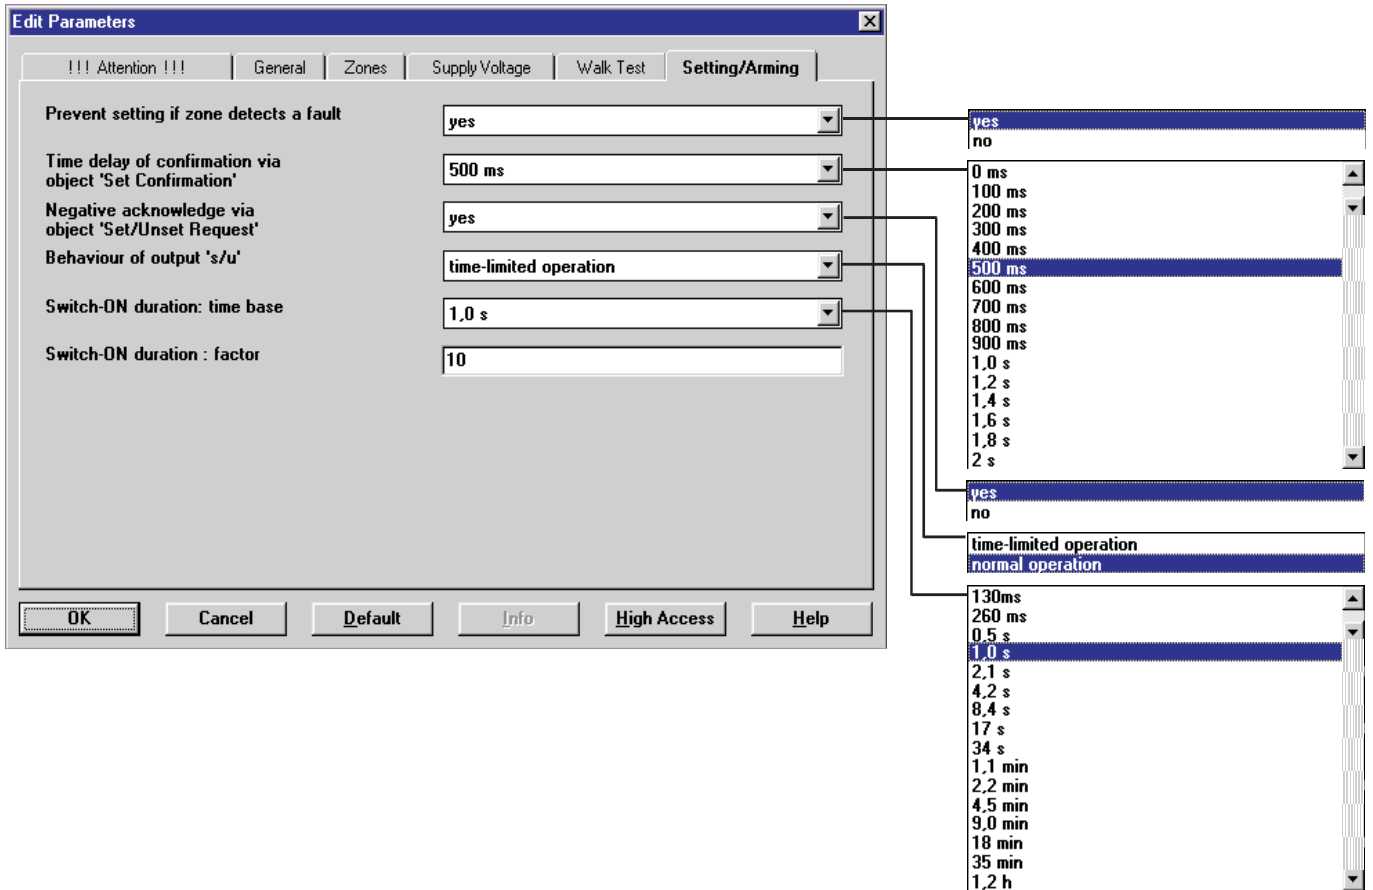 Edit Parameters
!!! Attention !!!
General
Zones
Supply Voltage
Walk Test
Setting/Arming
Prevent setting if zone detects a fault
yes
Time delay of confirmation via
object 'Set Confirmation'
500 ms
Negative acknowledge via
object 'Set/Unset Request'
yes
Behaviour of output 's/u'
time-limited operation
Switch-ON duration: time base
1,0 s
Switch-ON duration : factor
10
OK
Cancel
Default
Info
High Access
Help
yes
no
0 ms
100 ms
200 ms
300 ms
400 ms
500 ms
600 ms
700 ms
800 ms
900 ms
1,0 s
1,2 s
1,4 s
1,6 s
1,8 s
2 s
yes
no
time-limited operation
normal operation
130ms
260 ms
0,5 s
1,0 s
2,1 s
4,2 s
8,4 s
17 s
34 s
1,1 min
2,2 min
4,5 min
9,0 min
18 min
35 min
1,2 h